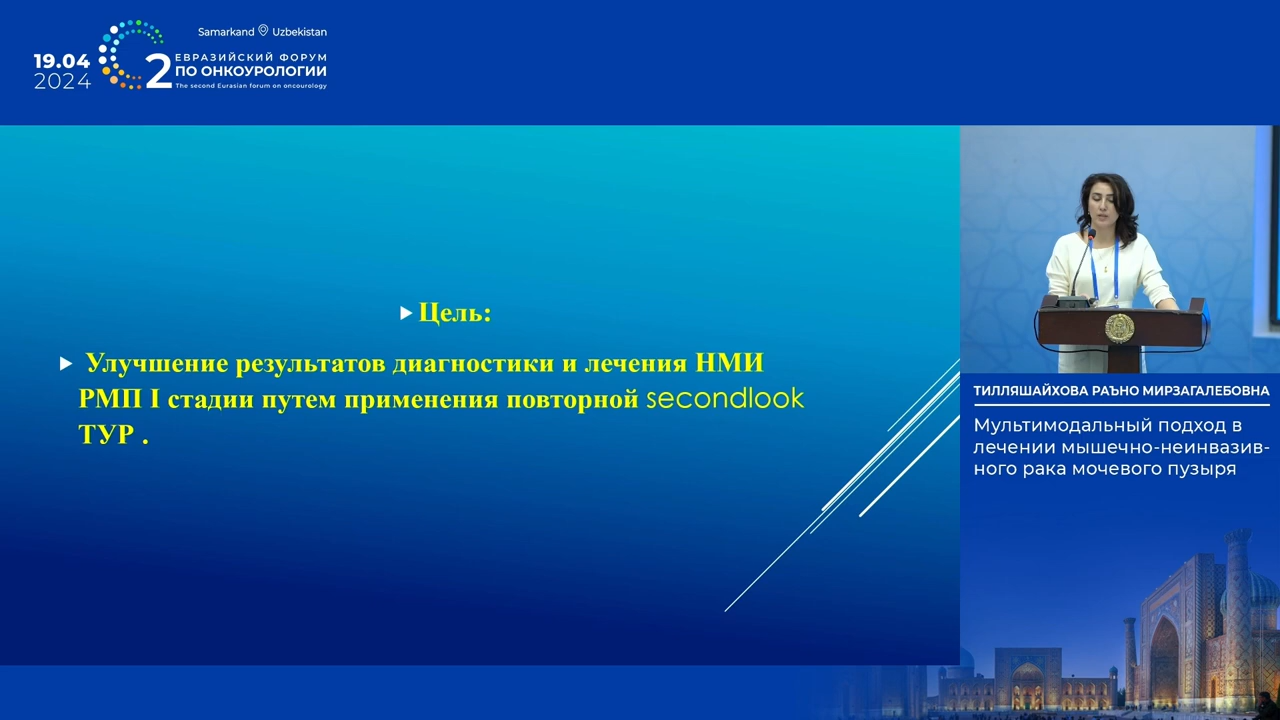 Samarkand Uzbekistan
19.04
2024
2
ЕВРАЗИЙСКИЙ ФОРУМ
ПО ОНКОУРОЛОГИИ
The second Eurasian forum on oncourology
Цель:
Улучшение результатов диагностики и лечения НМИ
РМП I стадии путем применения повторной secondlook
ТУР .
ТИЛЛЯШАЙХОВА РАЪНО МИРЗАГАЛЕБОВНА
Мультимодальный подход в
лечении мышечно-неинвазив-
ного рака мочевого пузыря